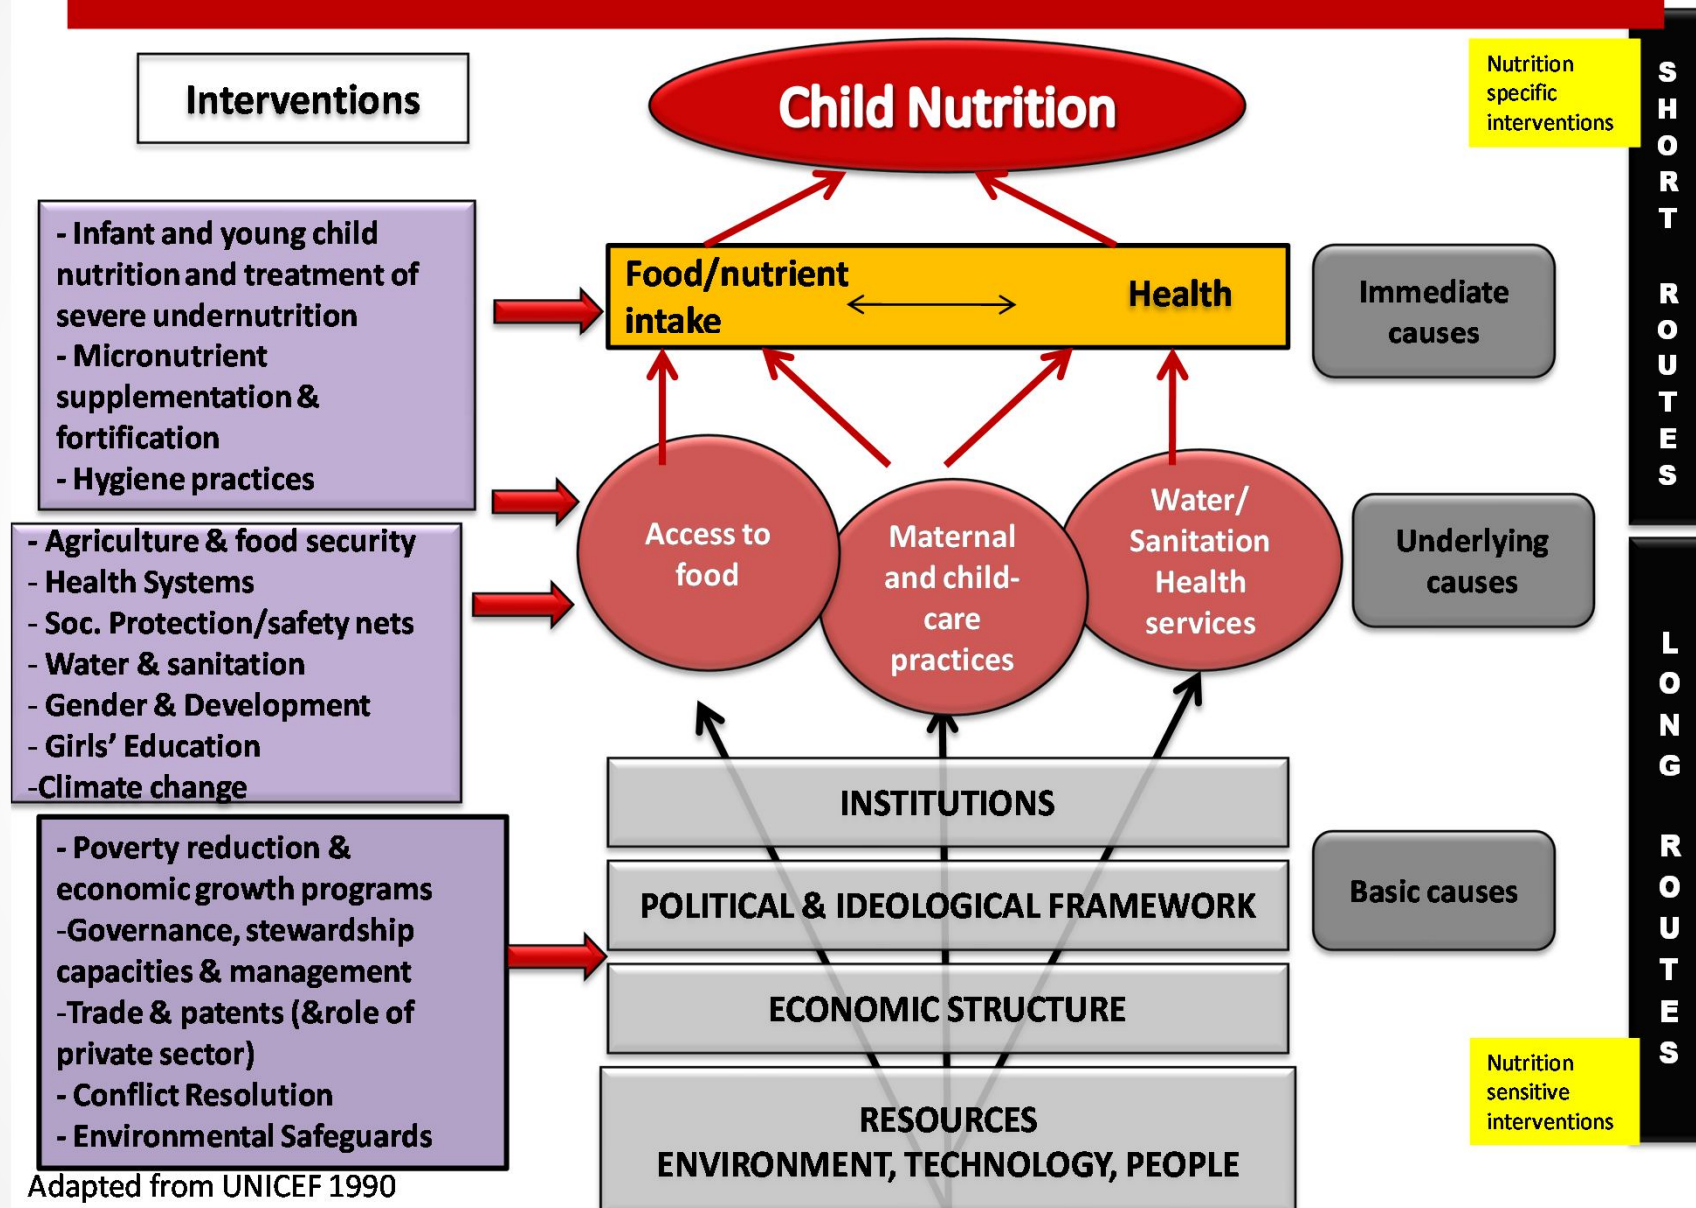 Interventions
Child Nutrition
Nutrition
specific
interventions
SHORT ROUTES
- Infant and young child
nutrition and treatment of
severe undernutrition
- Micronutrient
supplementation &
fortification
- Hygiene practices
Food/nutrient
intake
Health
Immediate
causes
- Agriculture & food security
- Health Systems
- Soc. Protection/safety nets
- Water & sanitation
- Gender & Development
- Girls' Education
-Climate change
Access to
food
Maternal
and child-
care
practices
Water/
Sanitation
Health
services
Underlying
causes
LONG ROUTES
- Poverty reduction &
economic growth programs
-Governance, stewardship
capacities & management
-Trade & patents (&role of
private sector)
- Conflict Resolution
- Environmental Safeguards
INSTITUTIONS
POLITICAL & IDEOLOGICAL FRAMEWORK
ECONOMIC STRUCTURE
RESOURCES
ENVIRONMENT, TECHNOLOGY, PEOPLE
Basic causes
Nutrition
sensitive
interventions
Adapted from UNICEF 1990